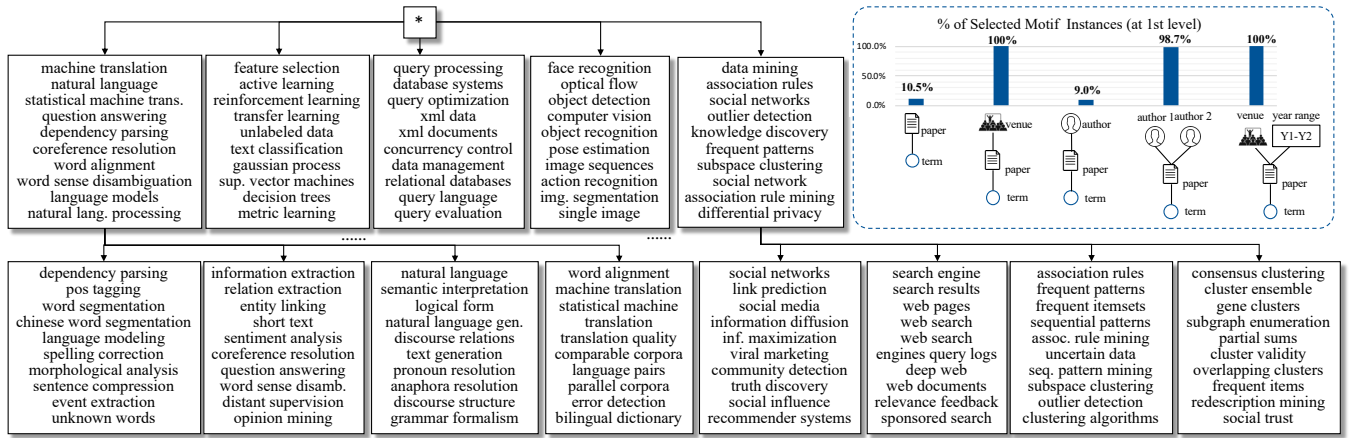 *
machine translation
natural language
statistical machine trans.
question answering
dependency parsing
coreference resolution
word alignment
word sense disambiguation
language models
natural lang. processing
feature selection
active learning
reinforcement learning
transfer learning
unlabeled data
text classification
gaussian process
sup. vector machines
decision trees
metric learning
query processing
database systems
query optimization
xml data
xml documents
concurrency control
data management
relational databases
query language
query evaluation
face recognition
optical flow
object detection
computer vision
object recognition
pose estimation
image sequences
action recognition
img. segmentation
single image
data mining
association rules
social networks
outlier detection
knowledge discovery
frequent patterns
subspace clustering
social network
association rule mining
differential privacy
% of Selected Motif Instances (at 1st level)
100.0%
50.0%
0.0%
10.5%
100%
9.0%
98.7%
100%
paper
term
venue
paper
term
author
paper
term
author 1 author 2
paper
term
venue year range
Y1-Y2
paper
term
......
......
dependency parsing
pos tagging
word segmentation
chinese word segmentation
language modeling
spelling correction
morphological analysis
sentence compression
event extraction
unknown words
information extraction
relation extraction
entity linking
short text
sentiment analysis
coreference resolution
question answering
word sense disamb.
distant supervision
opinion mining
natural language
semantic interpretation
logical form
natural language gen.
discourse relations
text generation
pronoun resolution
anaphora resolution
discourse structure
grammar formalism
word alignment
machine translation
statistical machine
translation
translation quality
comparable corpora
language pairs
parallel corpora
error detection
bilingual dictionary
social networks
link prediction
social media
information diffusion
inf. maximization
viral marketing
community detection
truth discovery
social influence
recommender systems
search engine
search results
web pages
web search
web search
engines query logs
deep web
web documents
relevance feedback
sponsored search
association rules
frequent patterns
frequent itemsets
sequential patterns
assoc. rule mining
uncertain data
seq. pattern mining
subspace clustering
outlier detection
clustering algorithms
consensus clustering
cluster ensemble
gene clusters
subgraph enumeration
partial sums
cluster validity
overlapping clusters
frequent items
redescription mining
social trust